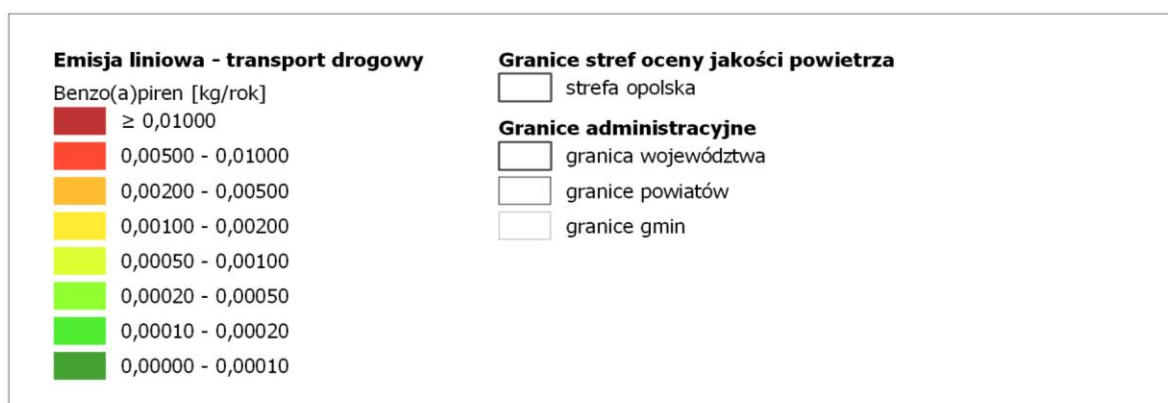 Emisja liniowa - transport drogowy
Benzo(a)piren [kg/rok]
≥ 0,01000
0,00500 - 0,01000
0,00200 - 0,00500
0,00100 - 0,00200
0,00050 - 0,00100
0,00020 - 0,00050
0,00010 - 0,00020
0,00000 - 0,00010
Granice stref oceny jakości powietrza
strefa opolska
Granice administracyjne
granica województwa
granice powiatów
granice gmin